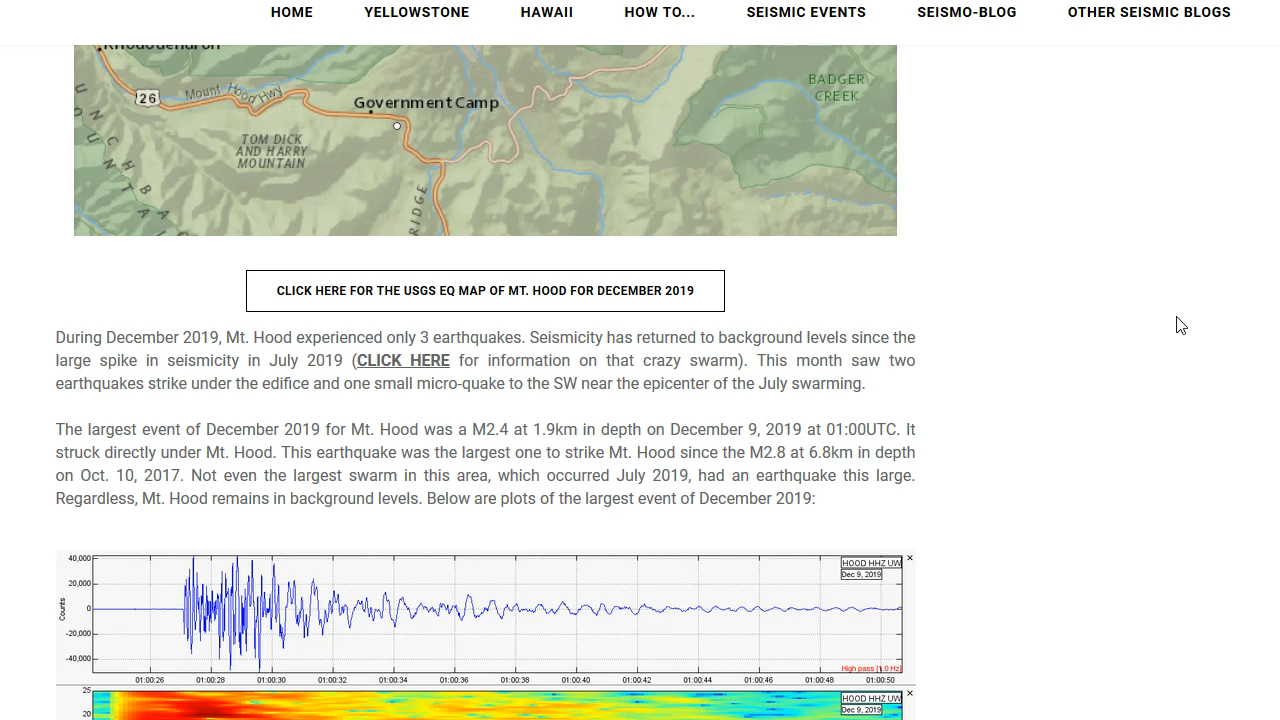 HOME YELLOWSTONE HAWAII HOW TO... SEISMIC EVENTS SEISMO-BLOG OTHER SEISMIC BLOGS
Rhododendron
BADGER
CREEK
26
Mount Hood Hwy
Government Camp
TOM DICK
AND HARRY
MOUNTAIN
RIDGE
CLICK HERE FOR THE USGS EQ MAP OF MT. HOOD FOR DECEMBER 2019
During December 2019, Mt. Hood experienced only 3 earthquakes. Seismicity has returned to background levels since the
large spike in seismicity in July 2019 (CLICK HERE for information on that crazy swarm). This month saw two
earthquakes strike under the edifice and one small micro-quake to the SW near the epicenter of the July swarming.
The largest event of December 2019 for Mt. Hood was a M2.4 at 1.9km in depth on December 9, 2019 at 01:00UTC. It
struck directly under Mt. Hood. This earthquake was the largest one to strike Mt. Hood since the M2.8 at 6.8km in depth
on Oct. 10, 2017. Not even the largest swarm in this area, which occurred July 2019, had an earthquake this large.
Regardless, Mt. Hood remains in background levels. Below are plots of the largest event of December 2019:
40,000
20,000
0
-20,000
-40,000
Counts
HOOD HHZ UW
Dec 9, 2019
High pass [1.0 Hz]
01:00:26 01:00:28 01:00:30 01:00:32 01:00:34 01:00:36 01:00:38 01:00:40 01:00:42 01:00:44 01:00:46 01:00:48 01:00:50
25
20
HOOD HHZ UW
Dec 9, 2019